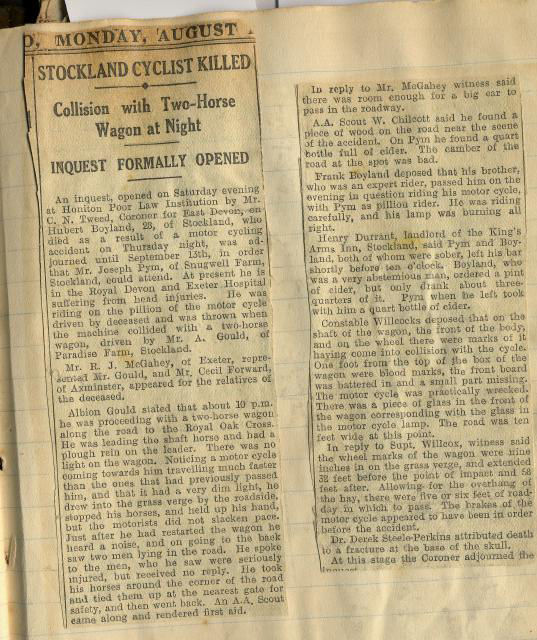 D, MONDAY, AUGUST
STOCKLAND CYCLIST KILLED
Collision with Two-Horse
Wagon at Night
INQUEST FORMALLY OPENED
An inquest, opened on Saturday evening
at Honiton Poor Law Institution by Mr.
C. N. Tweed, Coroner for East Devon, on
Hubert Boyland, 23, of Stockland, who
died as a result of a motor cycling
accident on Thursday night, was ad-
journed until September 13th, in order
that Mr. Joseph Pym, of Snugwell Farm,
Stockland, could attend. At present he is
in the Royal Devon and Exeter Hospital
suffering from head injuries. He was
riding on the pillion of the motor cycle
driven by deceased and was thrown when
the machine collided with a two-horse
wagon, driven by Mr. A. Gould, of
Paradise Farm, Stockland.
Mr. R. J. McGahey, of Exeter, repre-
sented Mr. Gould, and Mr. Cecil Forward,
of Axminster, appeared for the relatives of
the deceased.
Albion Gould stated that about 10 p.m.
he was proceeding with a two-horse wagon
along the road to the Royal Oak Cross.
He was leading the shaft horse and had a
plough rein on the leader. There was no
light on the wagon. Noticing a motor cycle
coming towards him travelling much faster
than the ones that had previously passed
him, and that it had a very dim light, he
drew into the grass verge by the roadside,
stopped his horses, and held up his hand,
but the motorists did not slacken pace.
Just after he had restarted the wagon he
heard a noise, and on going to the back
saw two men lying in the road. He spoke
to the men, who he saw were seriously
injured, but received no reply. He took
his horses around the corner of the road
and tied them up at the nearest gate for
safety, and then went back. An A.A. Scout
came along and rendered first aid.
In reply to Mr. McGahey witness said
there was room enough for a big car to
pass in the roadway.
A.A. Scout W. Chilcott said he found a
piece of wood on the road near the scene
of the accident. On Pym he found a quart
bottle full of cider. The camber of the
road at the spot was bad.
Frank Boyland deposed that his brother,
who was an expert rider, passed him on the
evening in question riding his motor cycle,
with Pym as pillion rider. He was riding
carefully, and his lamp was burning all
right.
Henry Durrant, landlord of the King's
Arms Inn, Stockland, said Pym and Boy-
land, both of whom were sober, left his bar
shortly before ten o'clock. Boyland, who
was a very abstemious man, ordered a pint
of cider, but only drank about three-
quarters of it. Pym when he left took
with him a quart bottle of cider.
Constable Willcocks deposed that on the
shaft of the wagon, the front of the body,
and on the wheel there were marks of it
having come into collision with the cycle.
One foot from the top of the box of the
wagon were blood marks, the front board
was battered in and a small part missing.
The motor cycle was practically wrecked.
There was a piece of glass in the front of
the wagon corresponding with the glass in
the motor cycle lamp. The road was ten
feet wide at this point.
In reply to Supt. Willcox, witness said
the wheel marks of the wagon were nine
inches in on the grass verge, and extended
32 feet before the point of impact and 58
feet after. Allowing for the overhang of
the hay, there were five or six feet of road-
way in which to pass. The brakes of the
motor cycle appeared to have been in order
before the accident.
Dr. Derek Steele-Perkins attributed death
to a fracture at the base of the skull.
At this stage the Coroner adjourned the